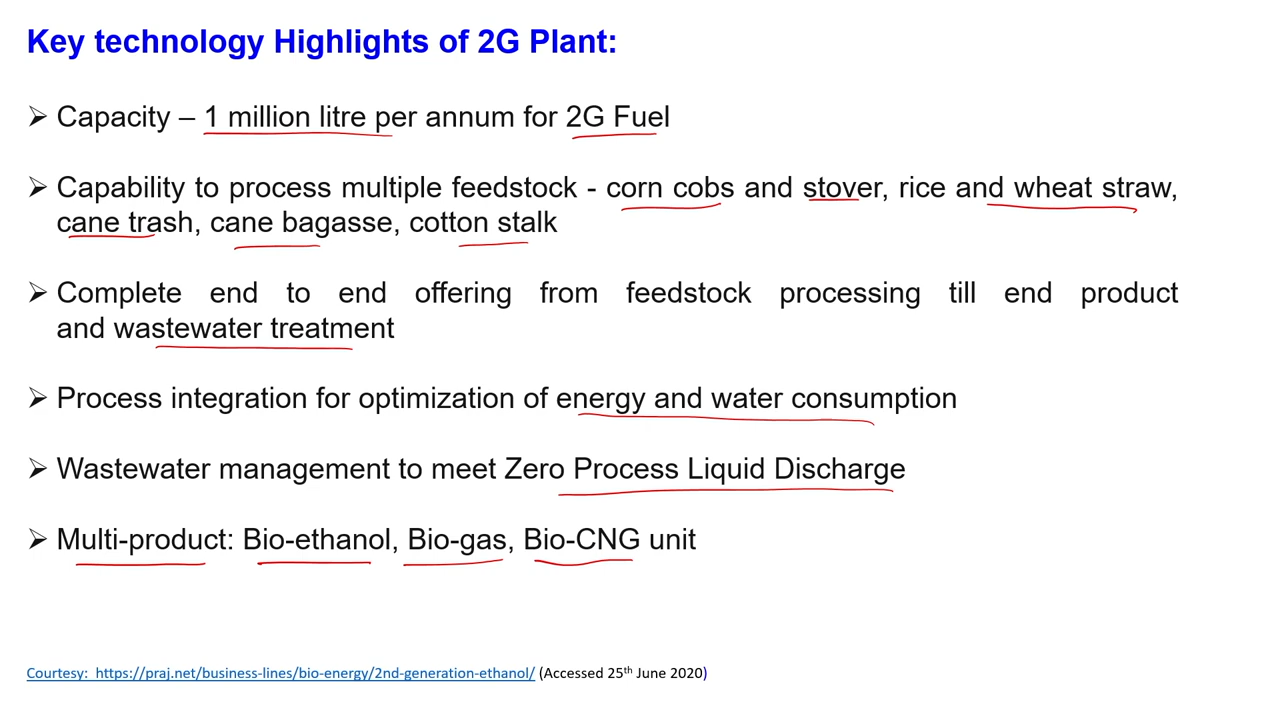 Key technology Highlights of 2G Plant:
➢ Capacity – 1 million litre per annum for 2G Fuel
➢ Capability to process multiple feedstock - corn cobs and stover, rice and wheat straw,
cane trash, cane bagasse, cotton stalk
➢ Complete end to end offering from feedstock processing till end product
and wastewater treatment
➢ Process integration for optimization of energy and water consumption
➢ Wastewater management to meet Zero Process Liquid Discharge
➢ Multi-product: Bio-ethanol, Bio-gas, Bio-CNG unit
Courtesy: https://praj.net/business-lines/bio-energy/2nd-generation-ethanol/ (Accessed 25th June 2020)